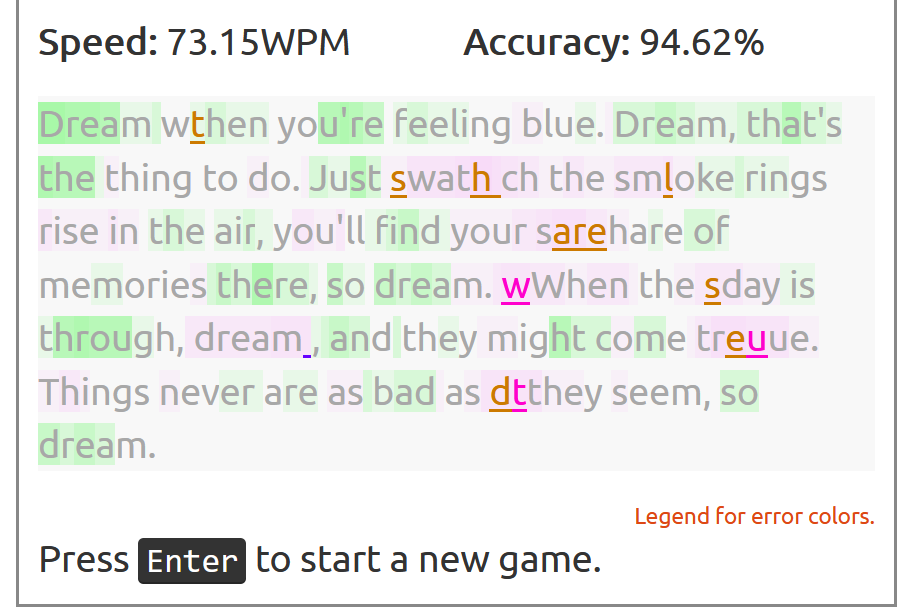 Speed: 73.15WPM Accuracy: 94.62%
Dream wthen you're feeling blue. Dream, that's
the thing to do. Just swath ch the smloke rings
rise in the air, you'll find your sarehare of
memories there, so dream. wWhen the sday is
through, dream , and they might come treuue.
Things never are as bad as dtthey seem, so
dream.
Legend for error colors.
Press Enter to start a new game.